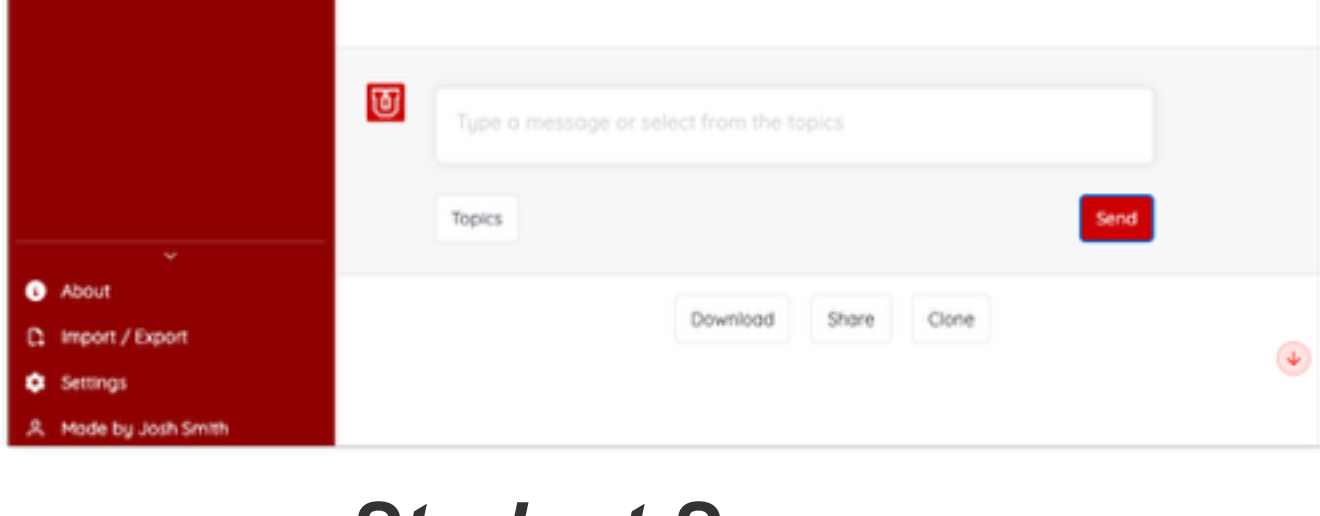 Type a message or select from the topics
Topics
Send
About
Import / Export
Settings
Made by Josh Smith
Download
Share
Clone
Student